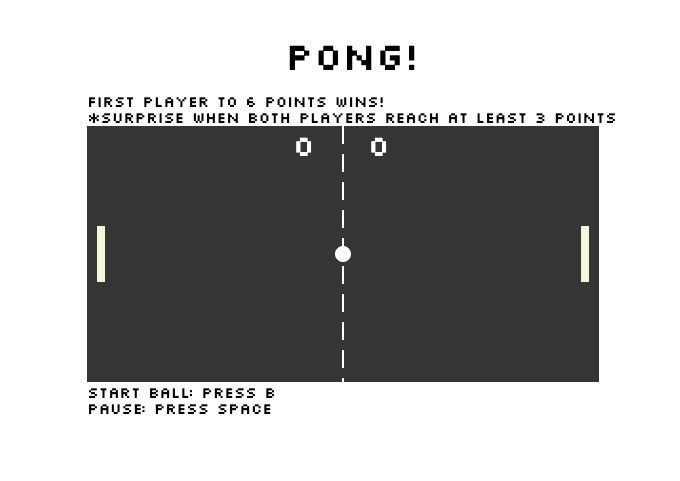 PONG!
FIRST PLAYER TO 6 POINTS WINS!
*SURPRISE WHEN BOTH PLAYERS REACH AT LEAST 3 POINTS
0 0
START BALL: PRESS B
PAUSE: PRESS SPACE